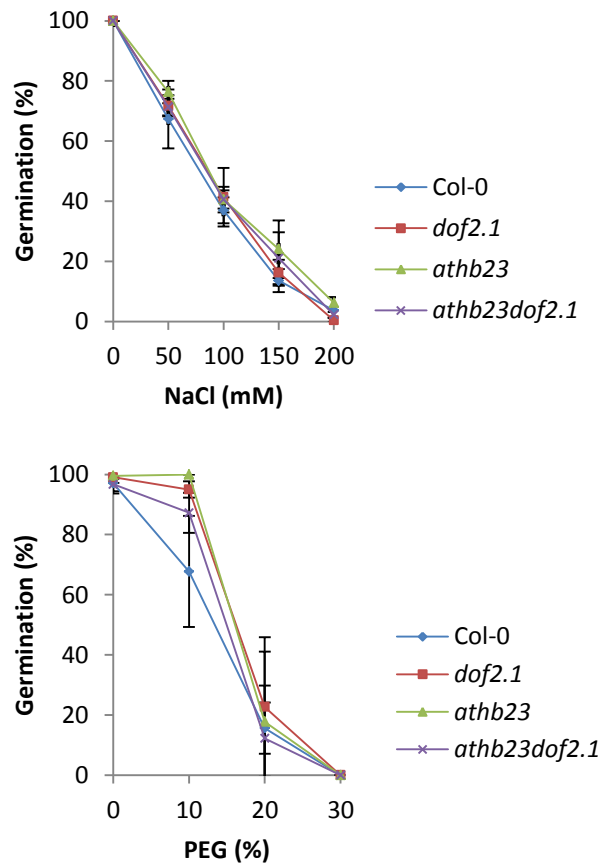 Germination (%)
100
80
60
40
20
0
0 50 100 150 200
NaCl (mM)
Col-0
dof2.1
athb23
athb23dof2.1
Germination (%)
100
80
60
40
20
0
0 10 20 30
PEG (%)
Col-0
dof2.1
athb23
athb23dof2.1